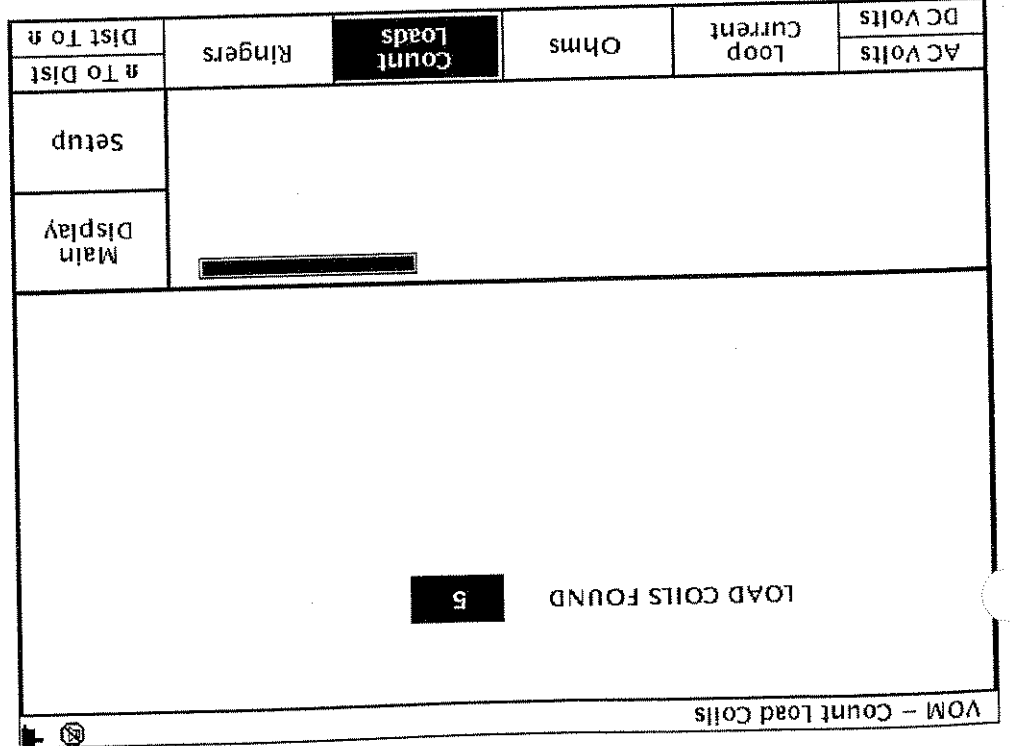 VOM – Count Load Coils
LOAD COILS FOUND 5
Main
Display
Setup
AC Volts
DC Volts
Loop
Current
Ohms
Count
Loads
Ringers
Ω To Dist
Dist To Ω